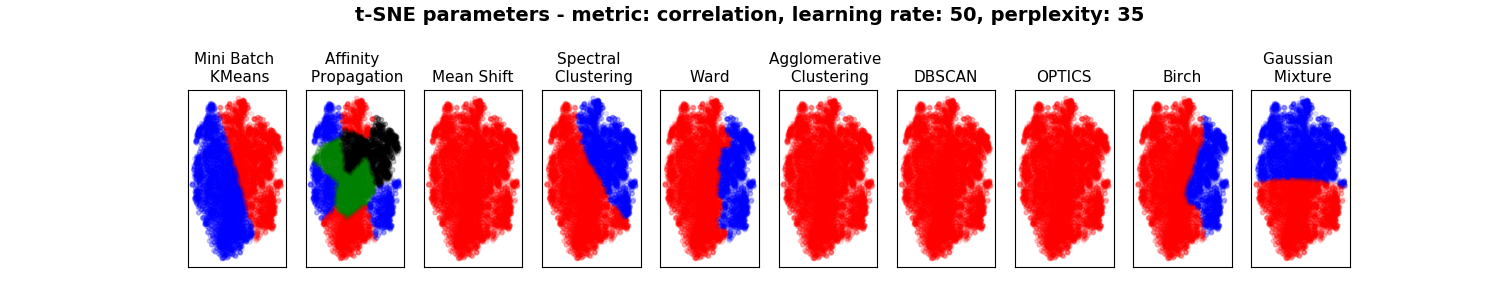 t-SNE parameters - metric: correlation, learning rate: 50, perplexity: 35
Mini Batch
KMeans
Affinity
Propagation
Mean Shift
Spectral
Clustering
Ward
Agglomerative
Clustering
DBSCAN
OPTICS
Birch
Gaussian
Mixture